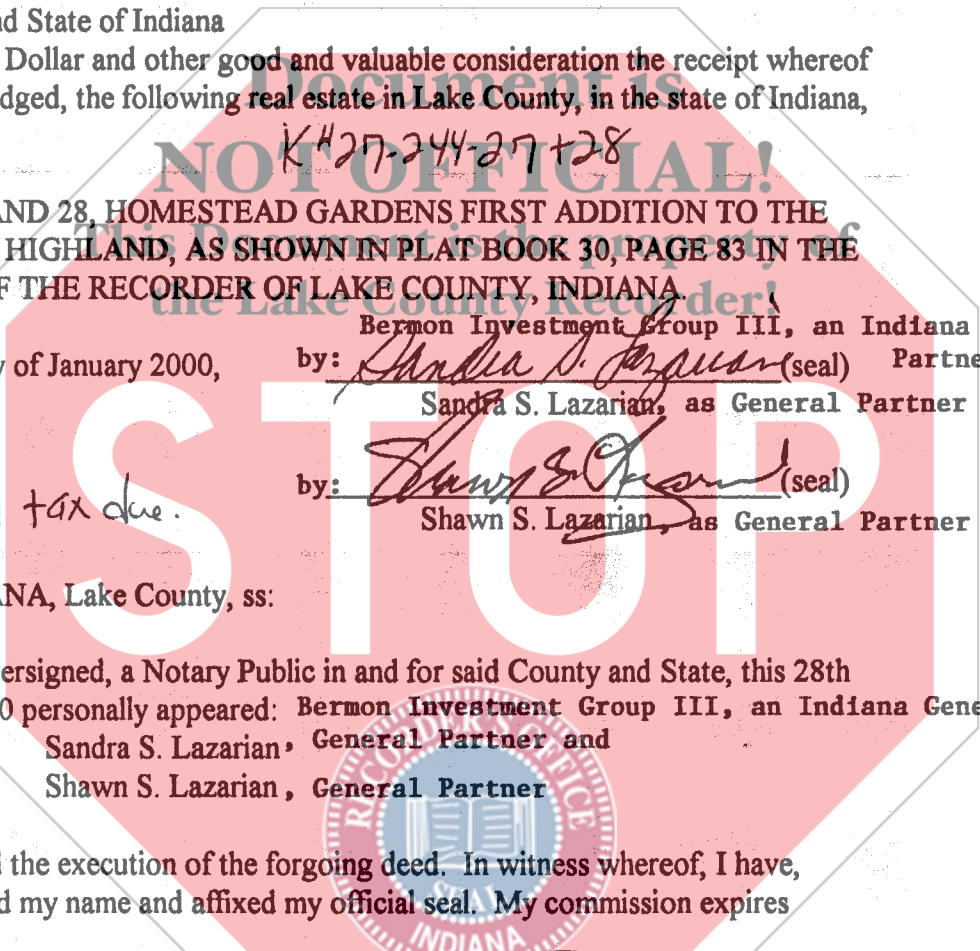 nd State of Indiana
Dollar and other good and valuable consideration the receipt whereof
dged, the following real estate in Lake County, in the state of Indiana,
Document is
K#27-244-27+28
NOT OFFICIAL!
AND 28, HOMESTEAD GARDENS FIRST ADDITION TO THE
This Document is the property of
HIGHLAND, AS SHOWN IN PLAT BOOK 30, PAGE 83 IN THE
F THE RECORDER OF LAKE COUNTY, INDIANA.
the Lake County Recorder!
Bermon Investment Group III, an Indiana
y of January 2000, by: Sandra S. Lazarian (seal) Partne
Sandra S. Lazarian, as General Partner
STOP
by: Shawn S. Lazarian (seal)
tax due.
Shawn S. Lazarian, as General Partner
ANA, Lake County, ss:
ersigned, a Notary Public in and for said County and State, this 28th
0 personally appeared: Bermon Investment Group III, an Indiana Gene
Sandra S. Lazarian, General Partner and
Shawn S. Lazarian, General Partner
RECORDER'S OFFICE
d the execution of the forgoing deed. In witness whereof, I have,
SEAL
d my name and affixed my official seal. My commission expires
INDIANA